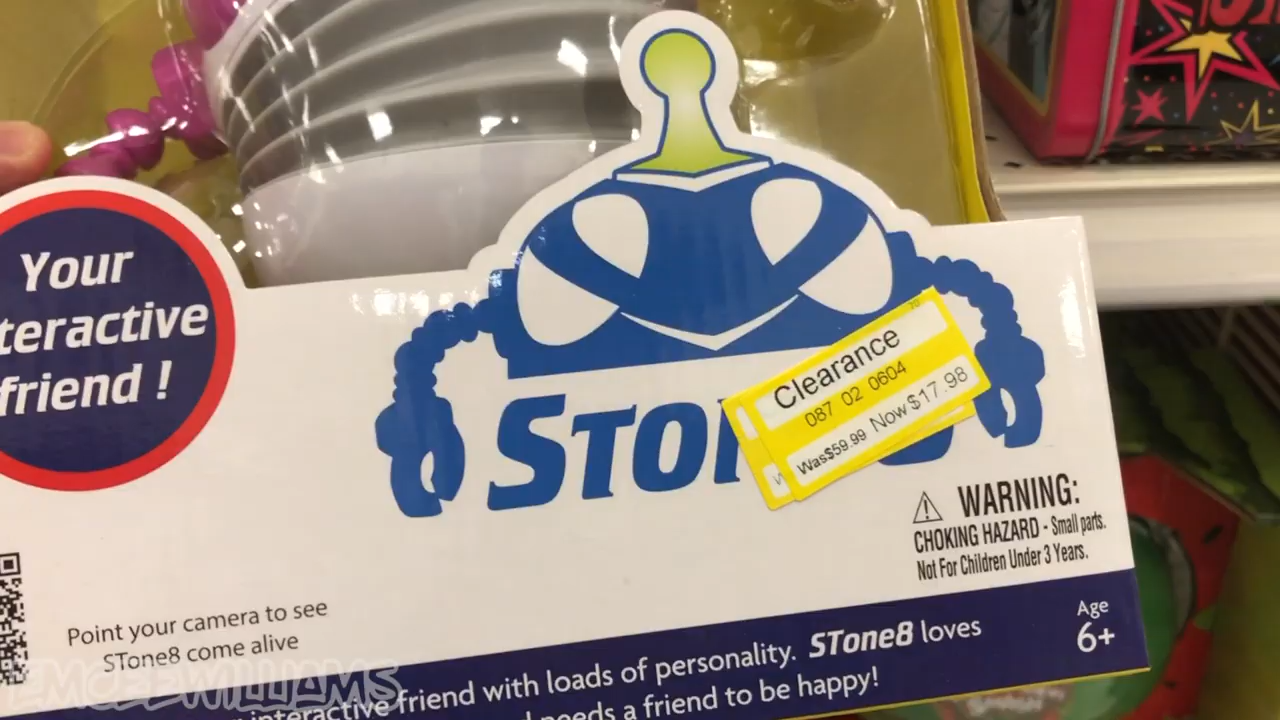 Your
teractive
friend !
STO
Clearance
087 02 0604
Was$59.99 Now$17.98
WARNING:
CHOKING HAZARD - Small parts.
Not For Children Under 3 Years.
Point your camera to see
STone8 come alive
Age
6+
interactive friend with loads of personality. STone8 loves
needs a friend to be happy!
EMCEEWILLIAMS